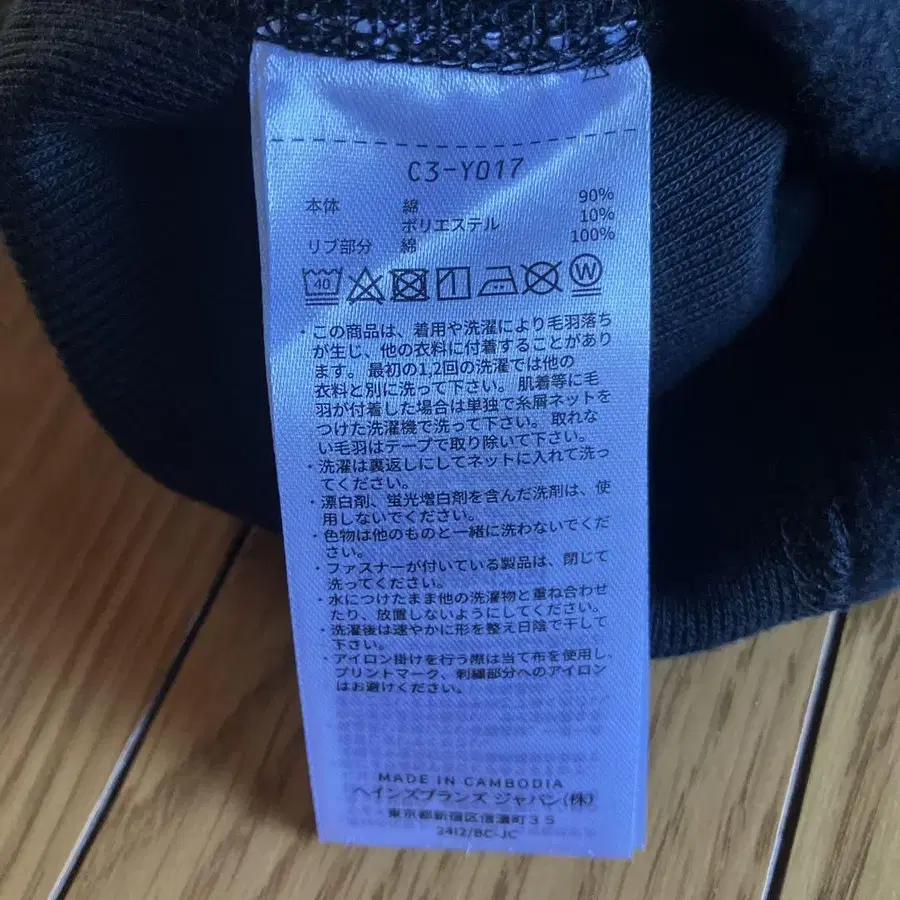 C3-Y017
本体 綿 90%
ポリエステル 10%
リブ部分 綿 100%
40 W
・この商品は、着用や洗濯により毛羽落ち
が生じ、他の衣料に付着することがあり
ます。最初の1,2回の洗濯では他の
衣料と別に洗って下さい。肌着等に毛
羽が付着した場合は単独で糸屑ネットを
つけた洗濯機で洗って下さい。取れな
い毛羽はテープで取り除いて下さい。
・洗濯は裏返しにしてネットに入れて洗っ
てください。
・漂白剤、蛍光増白剤を含んだ洗剤は、使
用しないでください。
・色物は他のものと一緒に洗わないでくだ
さい。
・ファスナーが付いている製品は、閉じて
洗ってください。
・水につけたまま他の洗濯物と重ね合わせ
たり、放置しないようにしてください。
・洗濯後は速やかに形を整え日陰で干して
下さい。
・アイロン掛けを行う際は当て布を使用し、
プリントマーク、刺繍部分へのアイロン
はお避けください。
MADE IN CAMBODIA
ヘインズブランズ ジャパン(株)
東京都新宿区信濃町35
2412/BC-JC